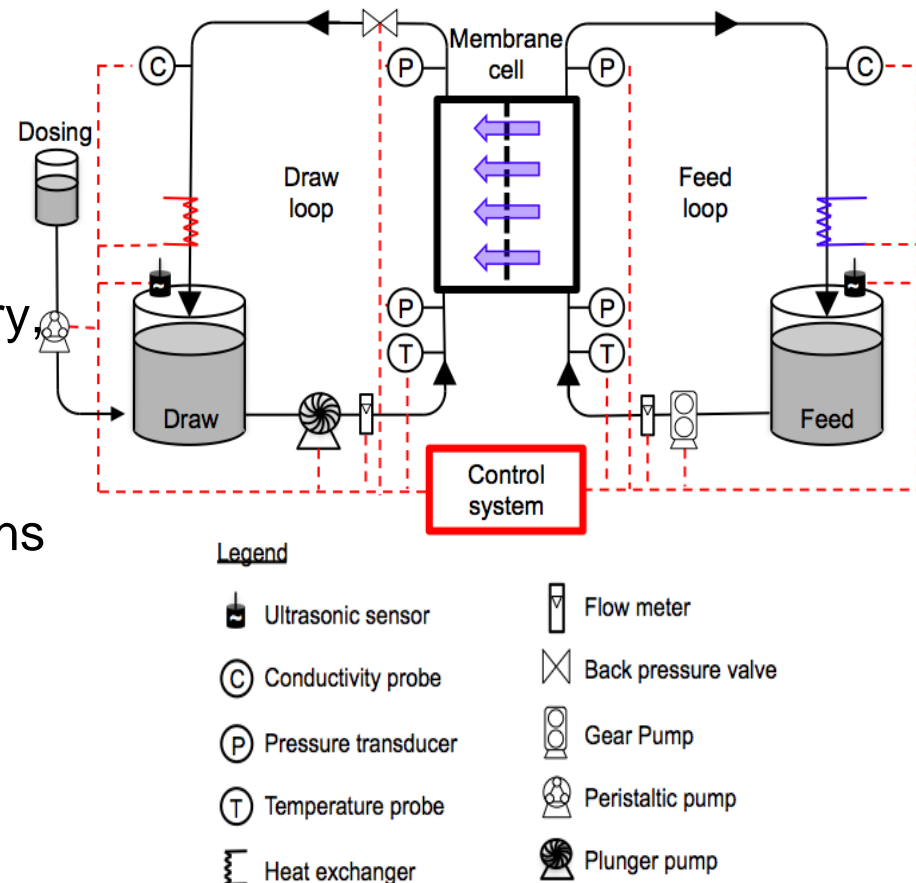 Membrane
cell
C
P
P
C
Dosing
Draw
loop
Feed
loop
ry,
P
P
T
T
Draw
Feed
Control
system
ns
Legend
Ultrasonic sensor
Flow meter
C
Conductivity probe
Back pressure valve
P
Pressure transducer
Gear Pump
T
Temperature probe
Peristaltic pump
Heat exchanger
Plunger pump